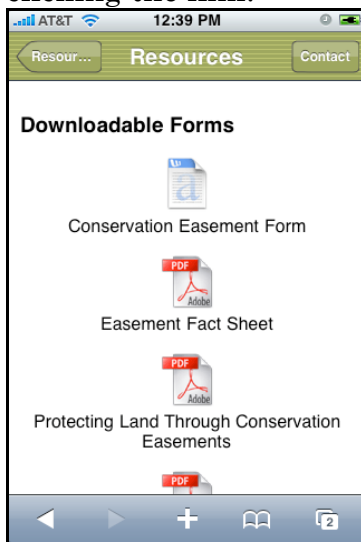 AT&T 12:39 PM
Resour... Resources Contact
Downloadable Forms
W
a
Conservation Easement Form
PDF
Adobe
Easement Fact Sheet
PDF
Adobe
Protecting Land Through Conservation
Easements
PDF
2